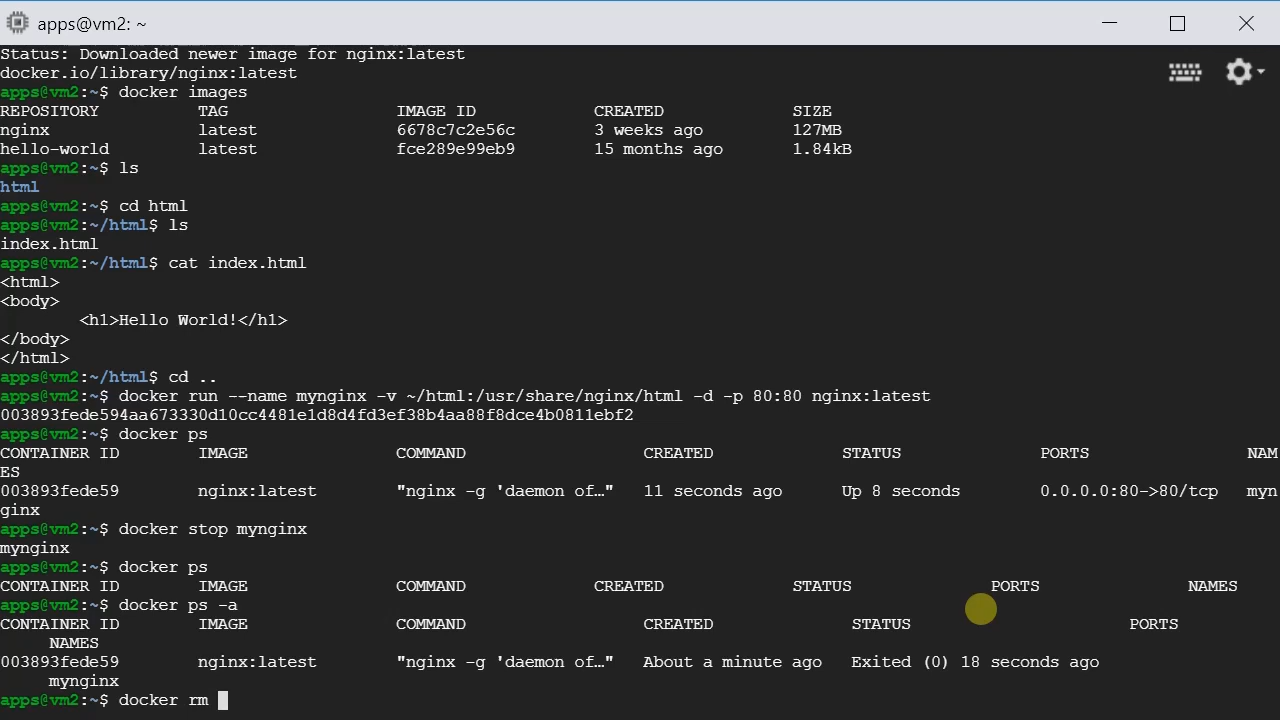 apps@vm2: ~
Status: Downloaded newer image for nginx:latest
docker.io/library/nginx:latest
apps@vm2:~$ docker images
REPOSITORY          TAG                 IMAGE ID            CREATED             SIZE
nginx               latest              6678c7c2e56c        3 weeks ago         127MB
hello-world         latest              fce289e99eb9        15 months ago       1.84kB
apps@vm2:~$ ls
html
apps@vm2:~$ cd html
apps@vm2:~/html$ ls
index.html
apps@vm2:~/html$ cat index.html
<html>
<body>
        <h1>Hello World!</h1>
</body>
</html>
apps@vm2:~/html$ cd ..
apps@vm2:~$ docker run --name mynginx -v ~/html:/usr/share/nginx/html -d -p 80:80 nginx:latest
003893fede594aa673330d10cc4481e1d8d4fd3ef38b4aa88f8dce4b0811ebf2
apps@vm2:~$ docker ps
CONTAINER ID        IMAGE               COMMAND                  CREATED             STATUS              PORTS                NAM
ES
003893fede59        nginx:latest        "nginx -g 'daemon of…"   11 seconds ago      Up 8 seconds        0.0.0.0:80->80/tcp   myn
ginx
apps@vm2:~$ docker stop mynginx
mynginx
apps@vm2:~$ docker ps
CONTAINER ID        IMAGE               COMMAND             CREATED             STATUS              PORTS               NAMES
apps@vm2:~$ docker ps -a
CONTAINER ID        IMAGE               COMMAND                  CREATED              STATUS                      PORTS
     NAMES
003893fede59        nginx:latest        "nginx -g 'daemon of…"   About a minute ago   Exited (0) 18 seconds ago
     mynginx
apps@vm2:~$ docker rm